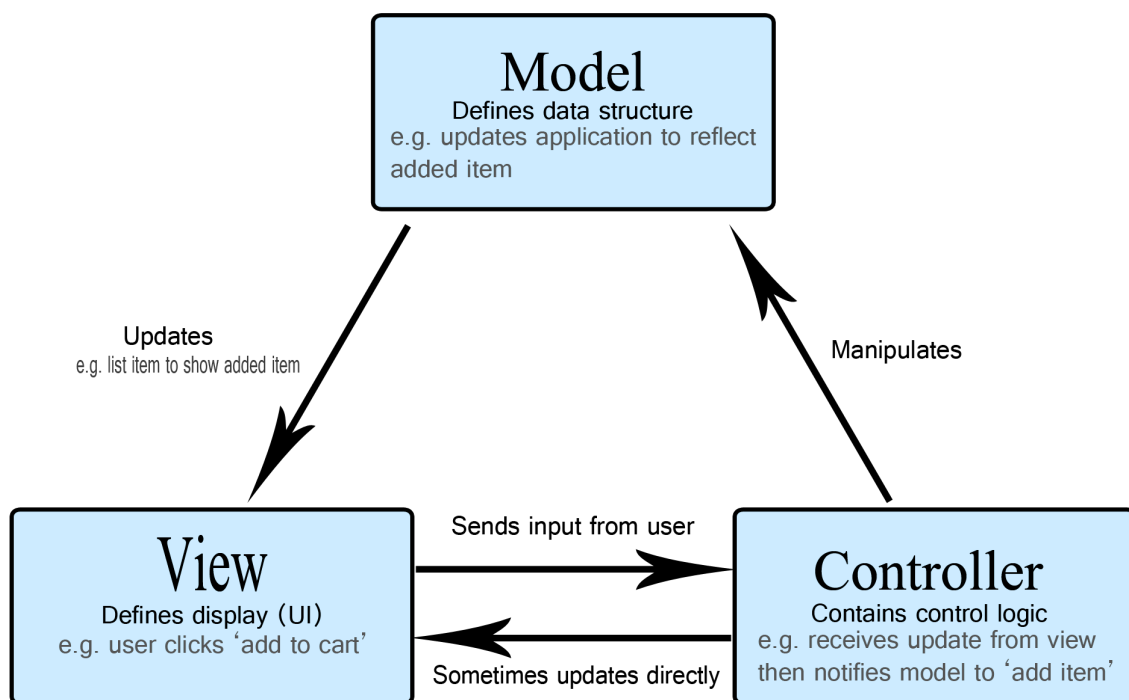 Model
Defines data structure
e.g. updates application to reflect
added item
Updates
e.g. list item to show added item
Manipulates
Sends input from user
View
Defines display (UI)
e.g. user clicks ‘add to cart’
Controller
Contains control logic
e.g. receives update from view
then notifies model to ‘add item’
Sometimes updates directly